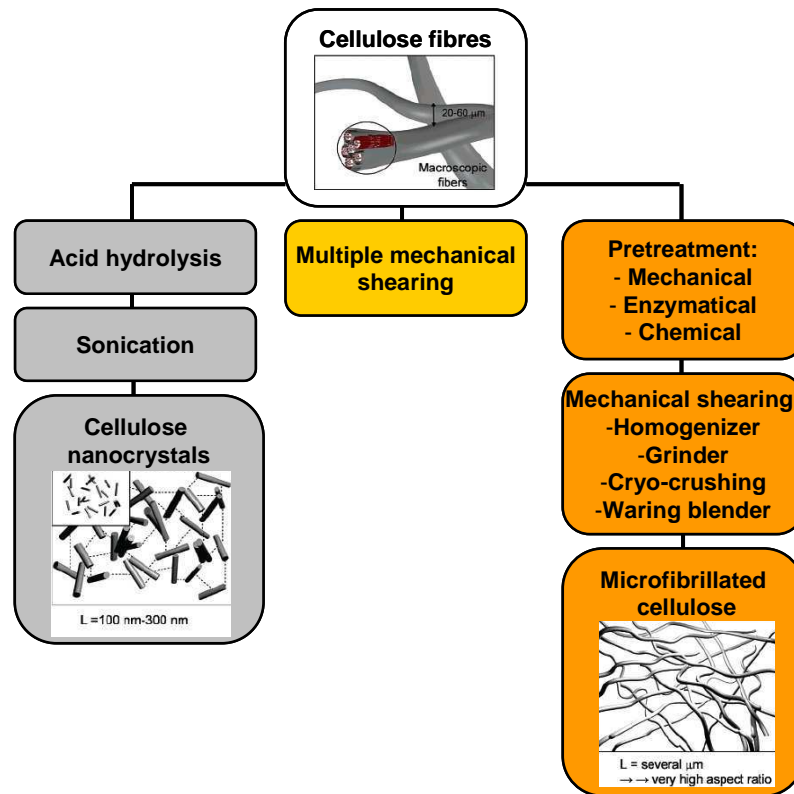 Cellulose fibres
20-60 µm
Macroscopic
fibers
Acid hydrolysis
Sonication
Cellulose
nanocrystals
L =100 nm-300 nm
Multiple mechanical
shearing
Pretreatment:
- Mechanical
- Enzymatical
- Chemical
Mechanical shearing
-Homogenizer
-Grinder
-Cryo-crushing
-Waring blender
Microfibrillated
cellulose
L = several µm
→ → very high aspect ratio